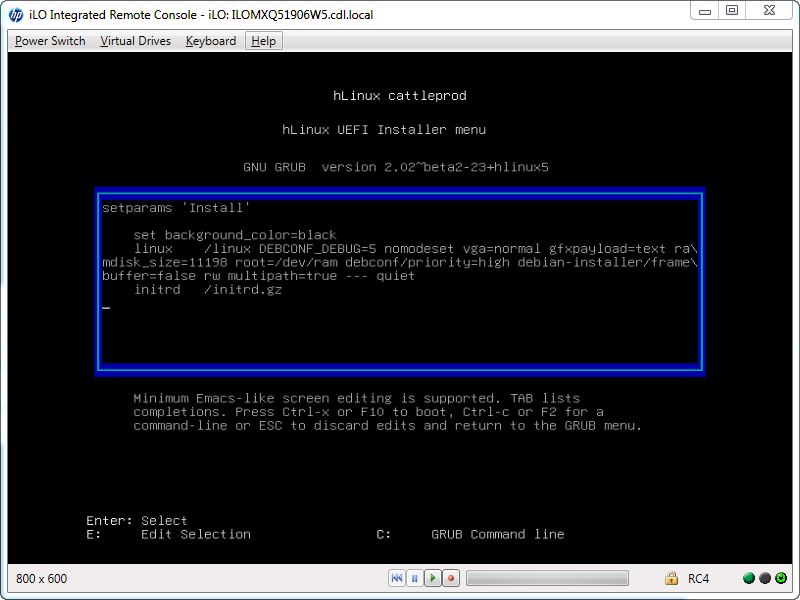 iLO Integrated Remote Console - iLO: ILOMXQ51906W5.cdl.local
Power Switch Virtual Drives Keyboard Help
hLinux cattleprod
hLinux UEFI Installer menu
GNU GRUB version 2.02~beta2-23+hlinux5
setparams 'Install'
set background_color=black
linux /linux DEBCONF_DEBUG=5 nomodeset vga=normal gfxpayload=text ra\
mdisk_size=11198 root=/dev/ram debconf/priority=high debian-installer/frame\
buffer=false rw multipath=true --- quiet
initrd /initrd.gz
Minimum Emacs-like screen editing is supported. TAB lists
completions. Press Ctrl-x or F10 to boot, Ctrl-c or F2 for a
command-line or ESC to discard edits and return to the GRUB menu.
Enter: Select
E: Edit Selection C: GRUB Command line
800 x 600 RC4